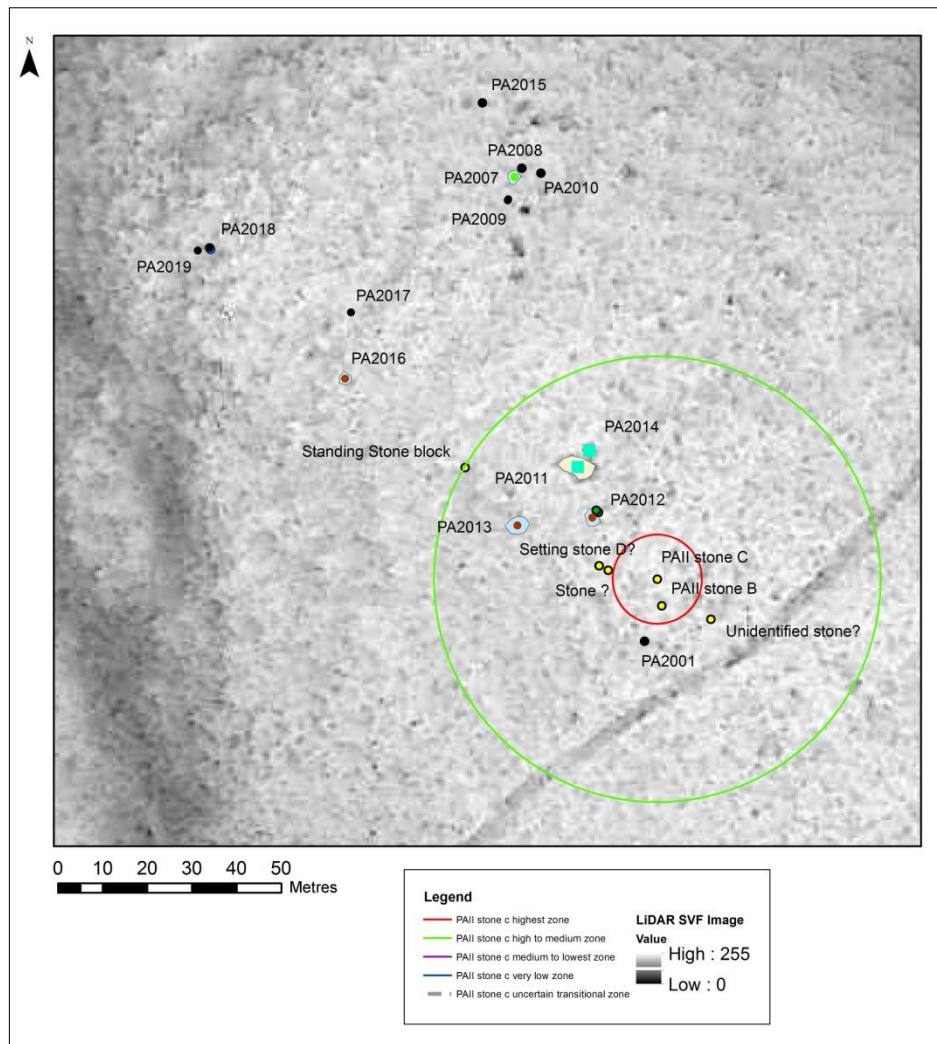 N
PA2015
PA2008
PA2007
PA2010
PA2009
PA2018
PA2019
PA2017
PA2016
PA2014
Standing Stone block
PA2011
PA2012
PA2013
Setting stone D?
PAII stone C
Stone ?
PAII stone B
Unidentified stone?
PA2001
0 10 20 30 40 50
Metres
Legend
PAII stone c highest zone
PAII stone c high to medium zone
PAII stone c medium to lowest zone
PAII stone c very low zone
PAII stone c uncertain transitional zone
LiDAR SVF Image
Value
High : 255
Low : 0